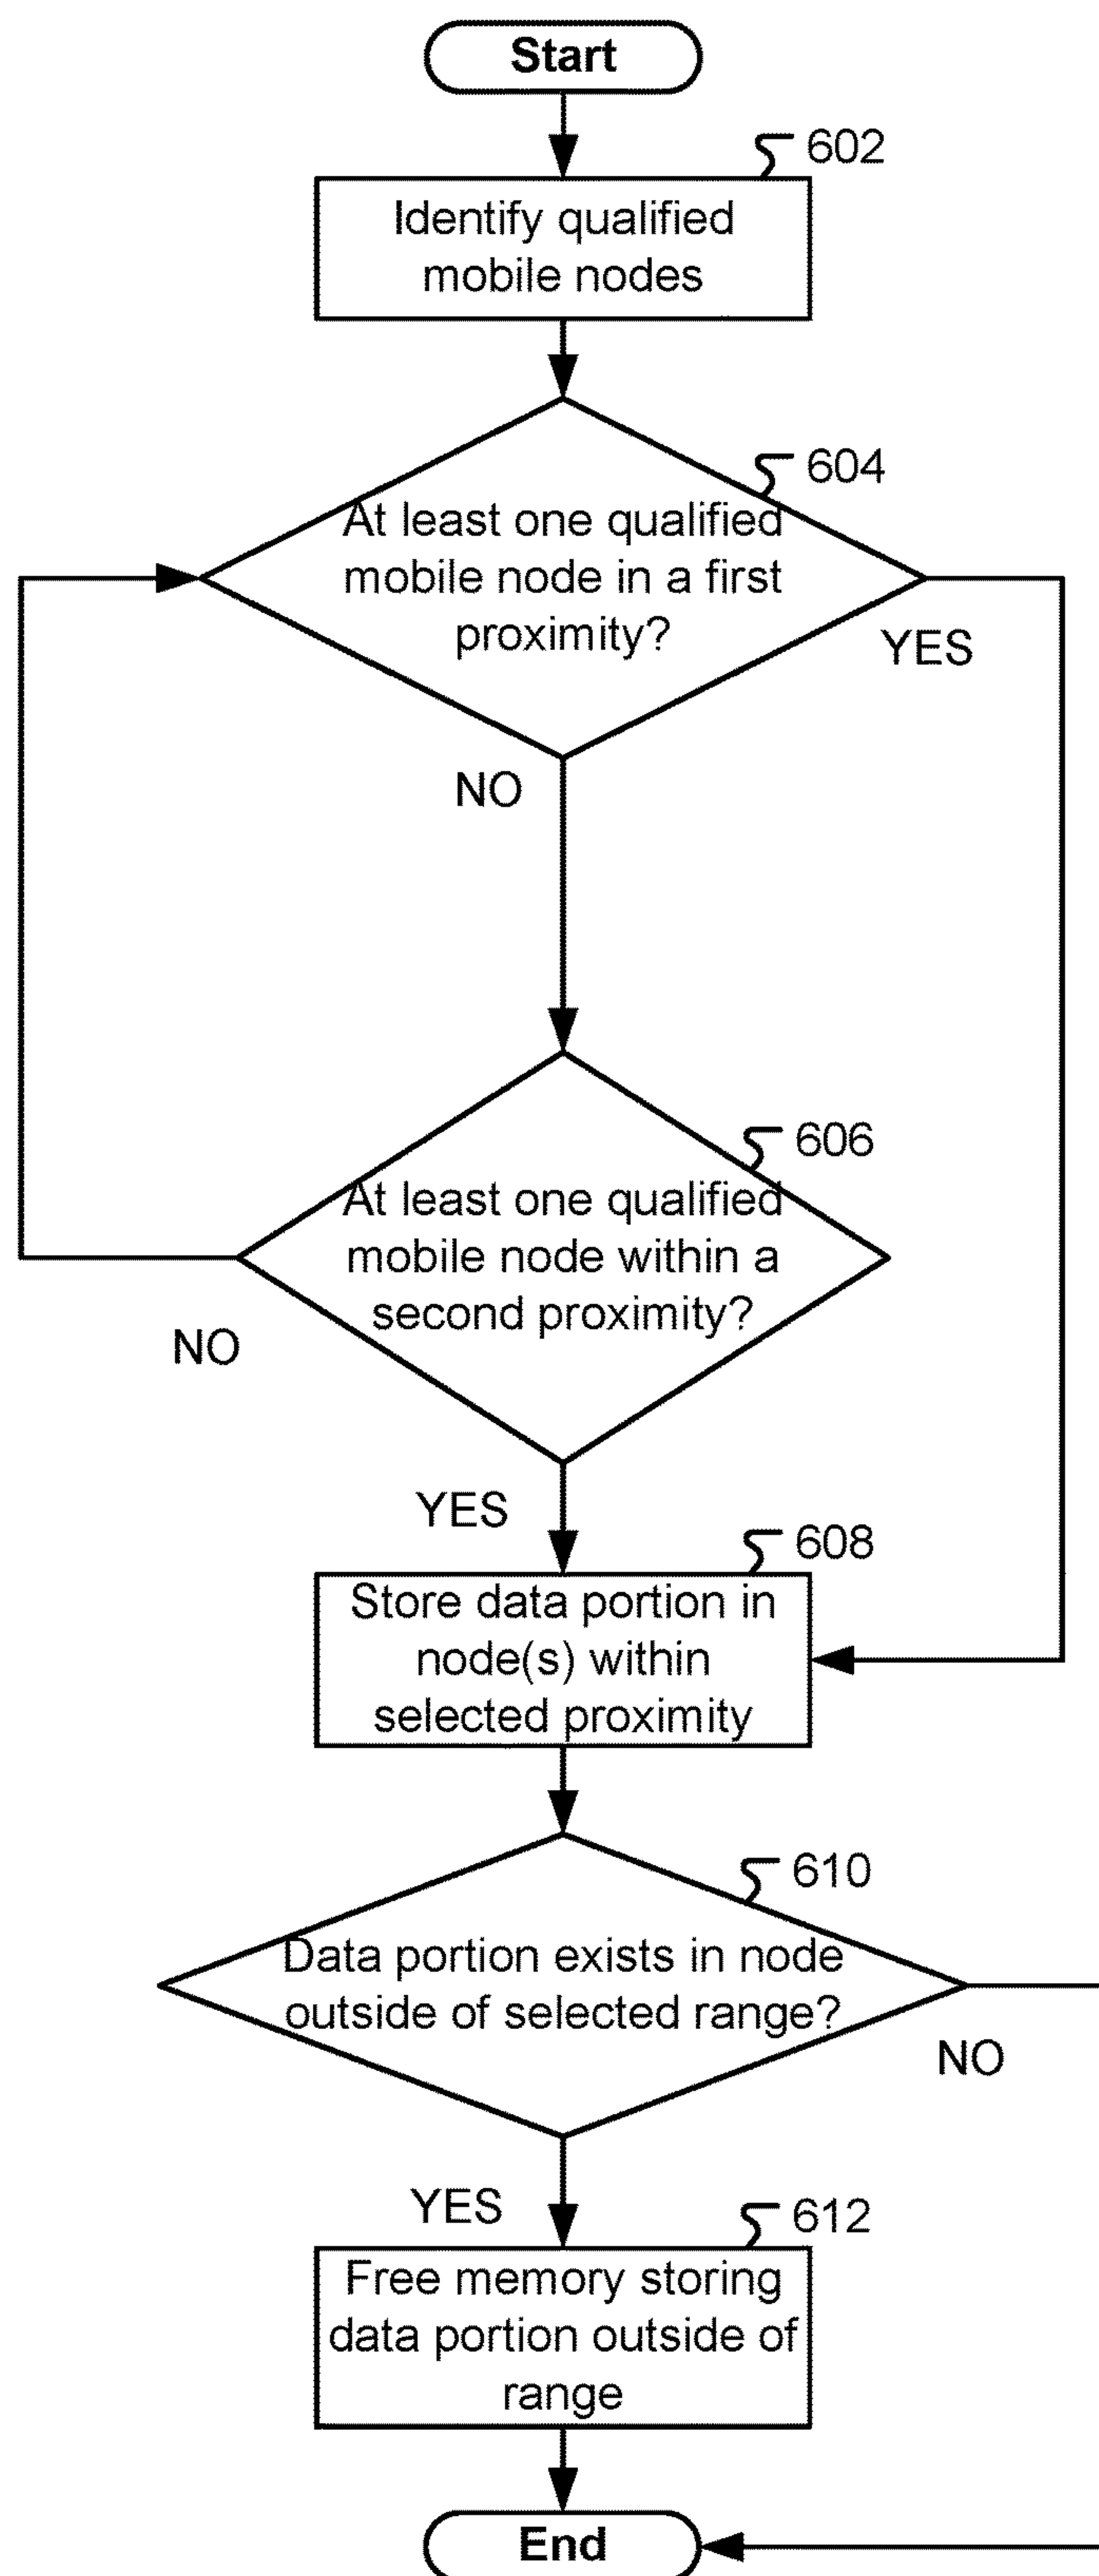 Start
602
Identify qualified
mobile nodes
604
At least one qualified
mobile node in a first
proximity?
YES
NO
606
At least one qualified
mobile node within a
second proximity?
NO
YES
608
Store data portion in
node(s) within
selected proximity
610
Data portion exists in node
outside of selected range?
NO
YES
612
Free memory storing
data portion outside of
range
End